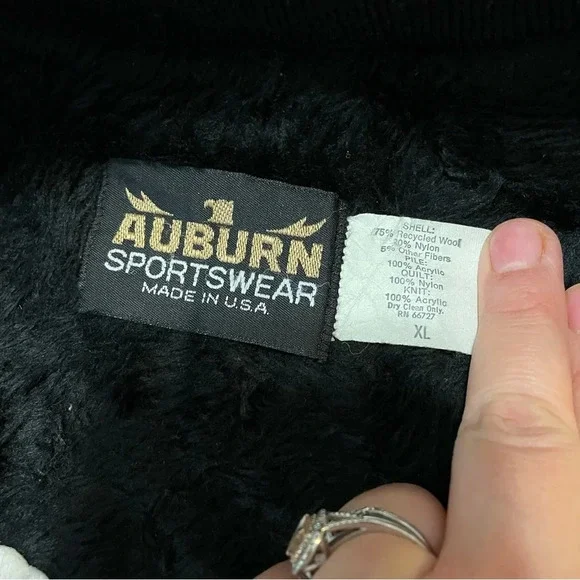 AUBURN
SPORTSWEAR
MADE IN U.S.A.
SHELL:
75% Recycled Wool
20% Nylon
5% Other Fibers
PILE:
100% Acrylic
QUILT:
100% Nylon
KNIT:
100% Acrylic
Dry Clean Only.
RN 66727
XL